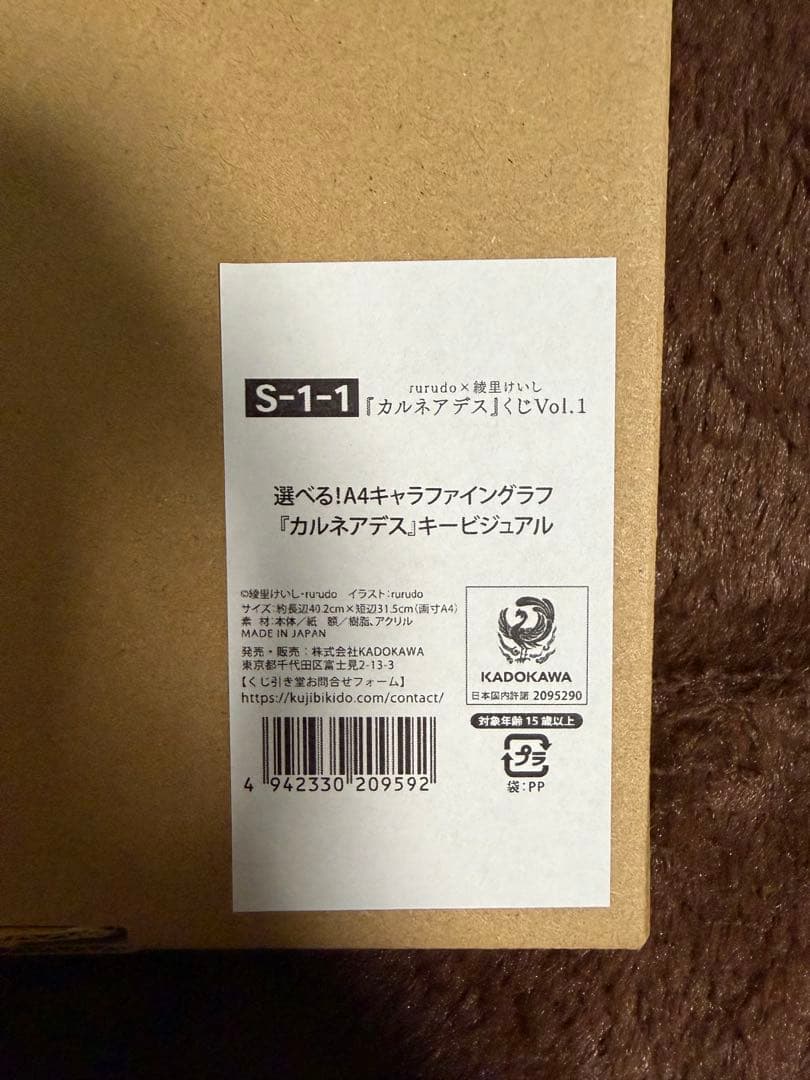 S-1-1
rurudo×綾里けいし
『カルネアデス』くじVol.1
選べる!A4キャラファイングラフ
『カルネアデス』キービジュアル
©綾里けいし・rurudo イラスト:rurudo
サイズ:約長辺40.2cm×短辺31.5cm(画寸A4)
素 材:本体/紙 額/樹脂、アクリル
MADE IN JAPAN
発売・販売:株式会社KADOKAWA
東京都千代田区富士見2-13-3
【くじ引き堂お問合せフォーム】
https://kujibikido.com/contact/
4 942330 209592
KADOKAWA
日本国内許諾 2095290
対象年齢15歳以上
プラ
袋:PP